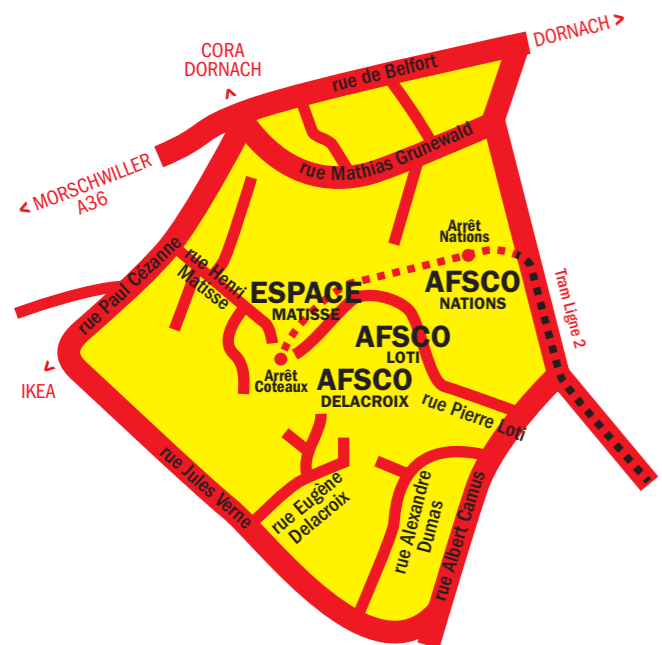 CORA
DORNACH
DORNACH >
rue de Belfort
rue Mathias Grunewald
< MORSCHWILLER
A36
rue Paul Cézanne
rue Henri
Matisse
Arrêt
Nations
ESPACE
MATISSE
AFSCO
NATIONS
Tram Ligne 2
AFSCO
LOTI
IKEA
Arrêt
Coteaux
AFSCO
DELACROIX
rue Pierre Loti
rue Jules Verne
rue Eugène
Delacroix
rue Alexandre
Dumas
rue Albert Camus